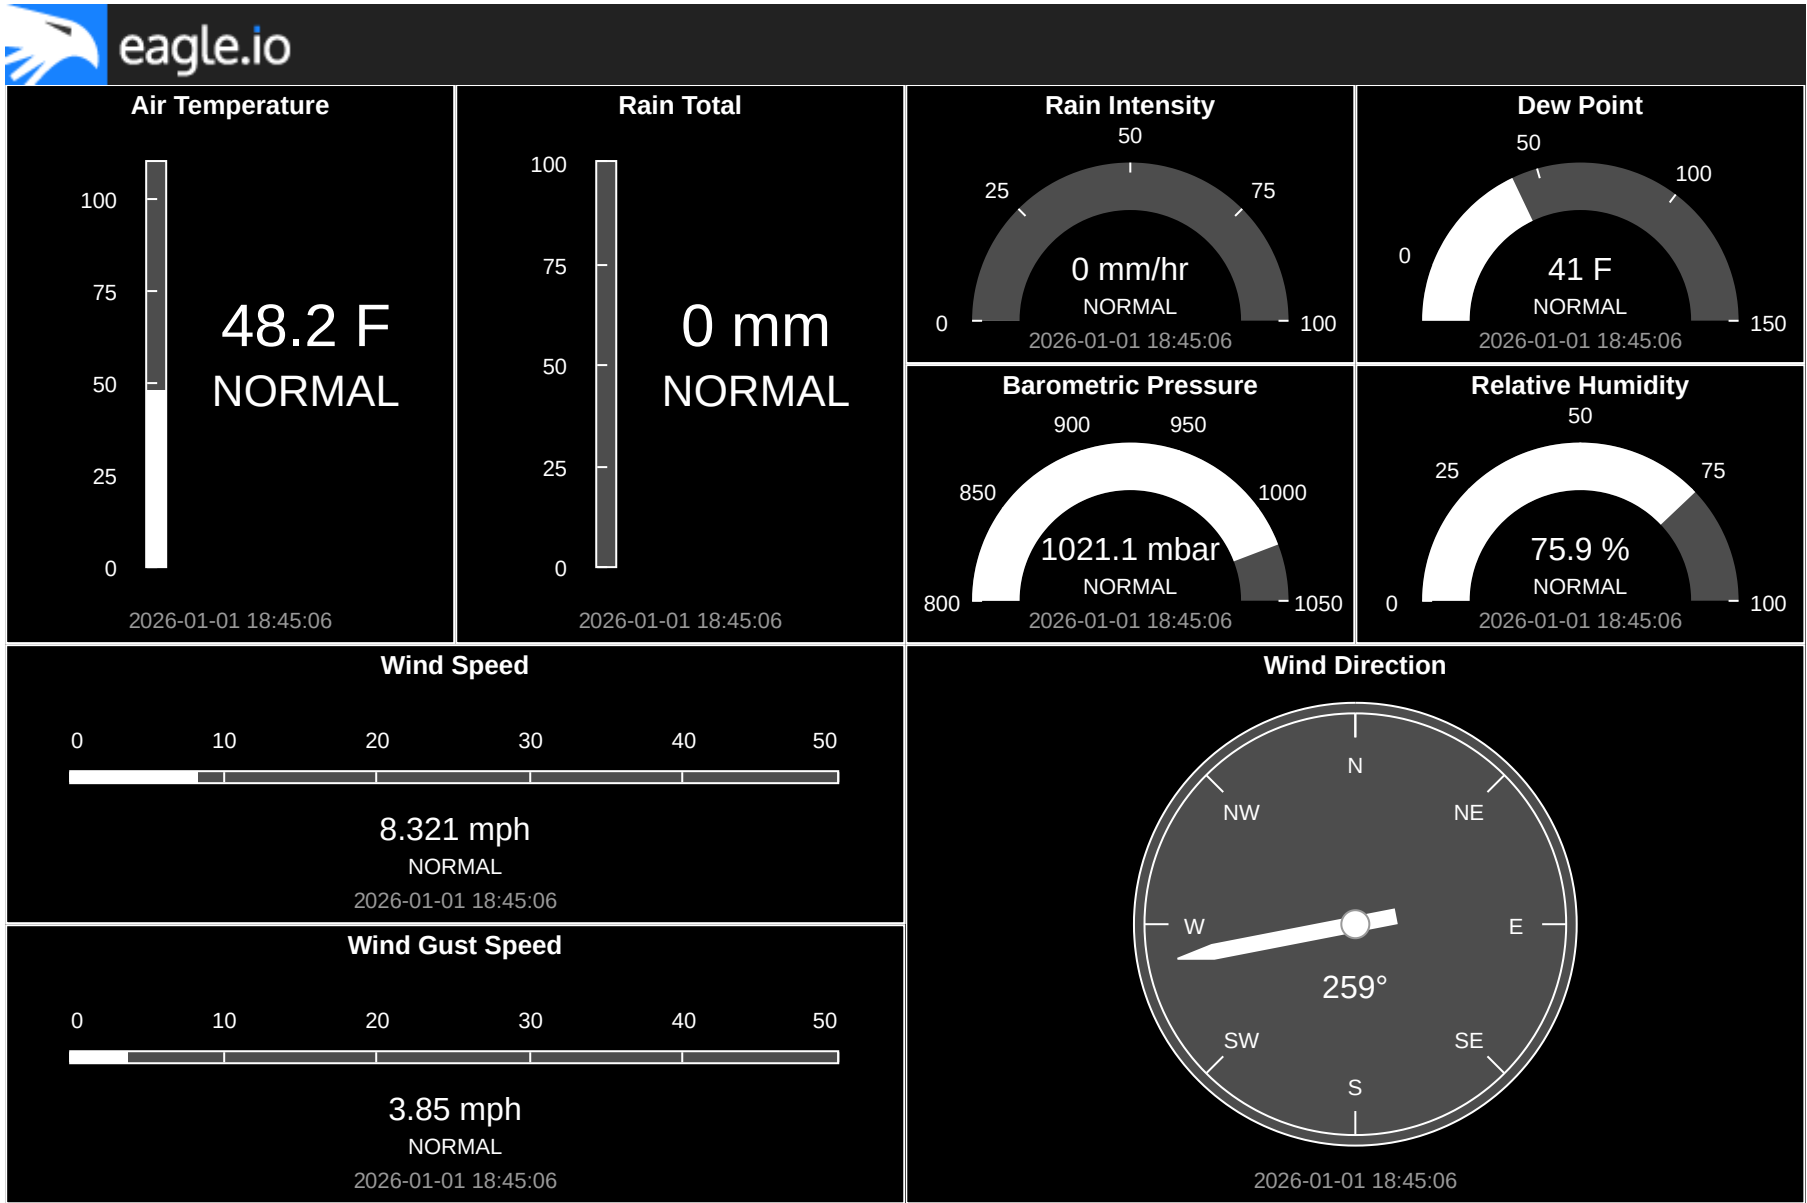 eagle.io
Air Temperature
100
75
50
25
0
48.2 F
NORMAL
2026-01-01 18:45:06
Rain Total
100
75
50
25
0
0 mm
NORMAL
2026-01-01 18:45:06
Rain Intensity
50
25
75
0
100
0 mm/hr
NORMAL
2026-01-01 18:45:06
Dew Point
50
100
0
150
41 F
NORMAL
2026-01-01 18:45:06
Barometric Pressure
900
950
850
1000
800
1050
1021.1 mbar
NORMAL
2026-01-01 18:45:06
Relative Humidity
50
25
75
0
100
75.9 %
NORMAL
2026-01-01 18:45:06
Wind Speed
0 10 20 30 40 50
8.321 mph
NORMAL
2026-01-01 18:45:06
Wind Gust Speed
0 10 20 30 40 50
3.85 mph
NORMAL
2026-01-01 18:45:06
Wind Direction
N
NW NE
W E
259°
SW SE
S
2026-01-01 18:45:06